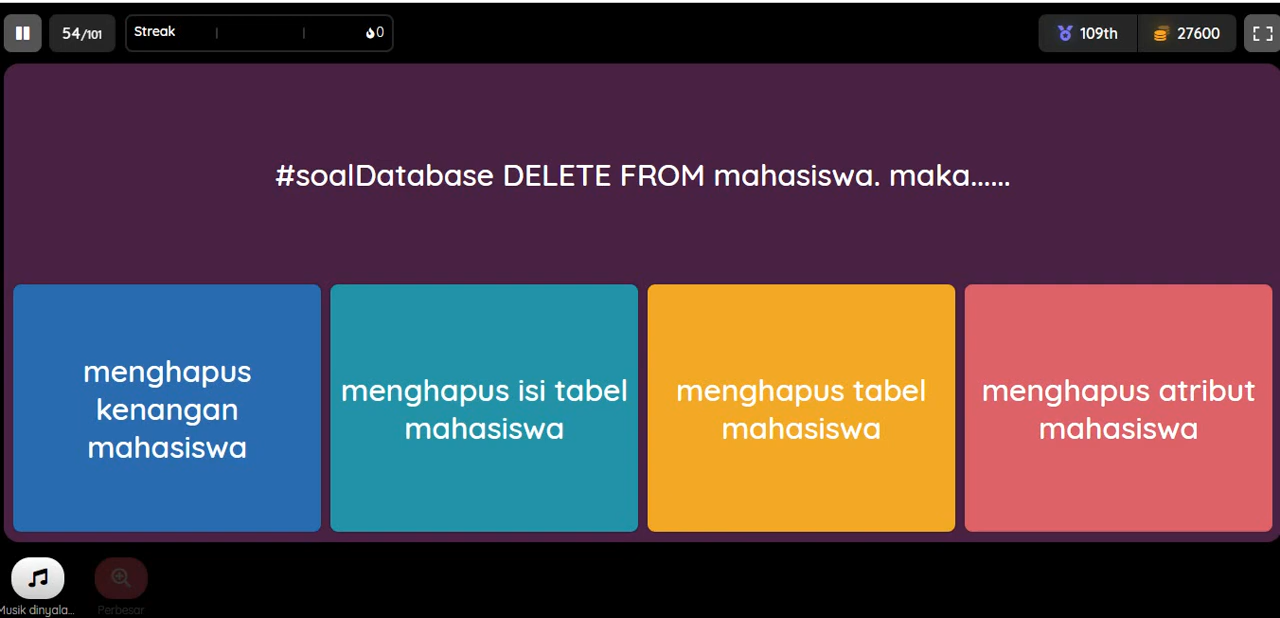 54/101
Streak
0
109th
27600
#soalDatabase DELETE FROM mahasiswa. maka......
menghapus
kenangan
mahasiswa
menghapus isi tabel
mahasiswa
menghapus tabel
mahasiswa
menghapus atribut
mahasiswa
Musik dinyala...
Perbesar